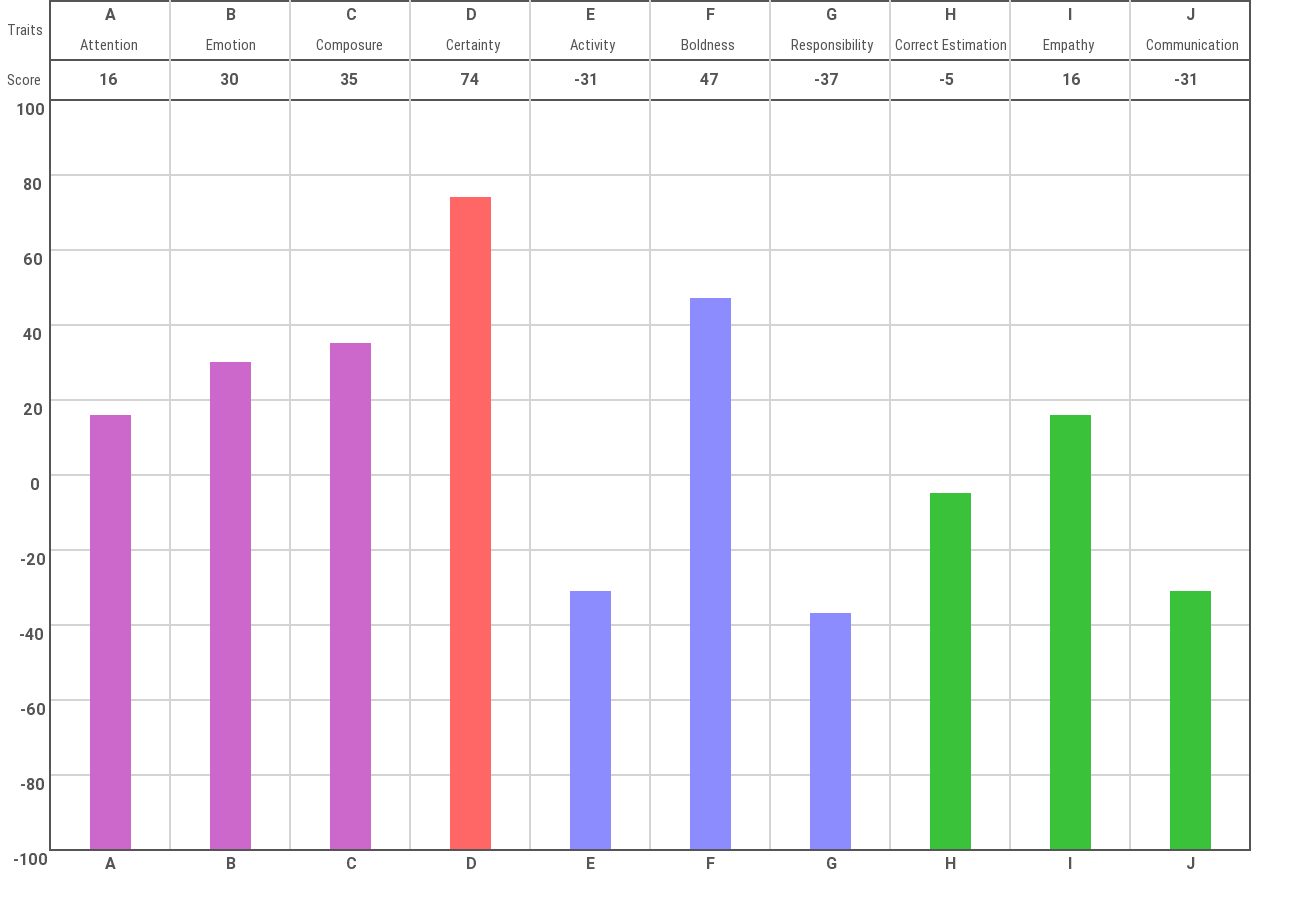 Traits A B C D E F G H I J
Attention Emotion Composure Certainty Activity Boldness Responsibility Correct Estimation Empathy Communication
Score 16 30 35 74 -31 47 -37 -5 16 -31
100
80
60
40
20
0
-20
-40
-60
-80
-100
A B C D E F G H I J